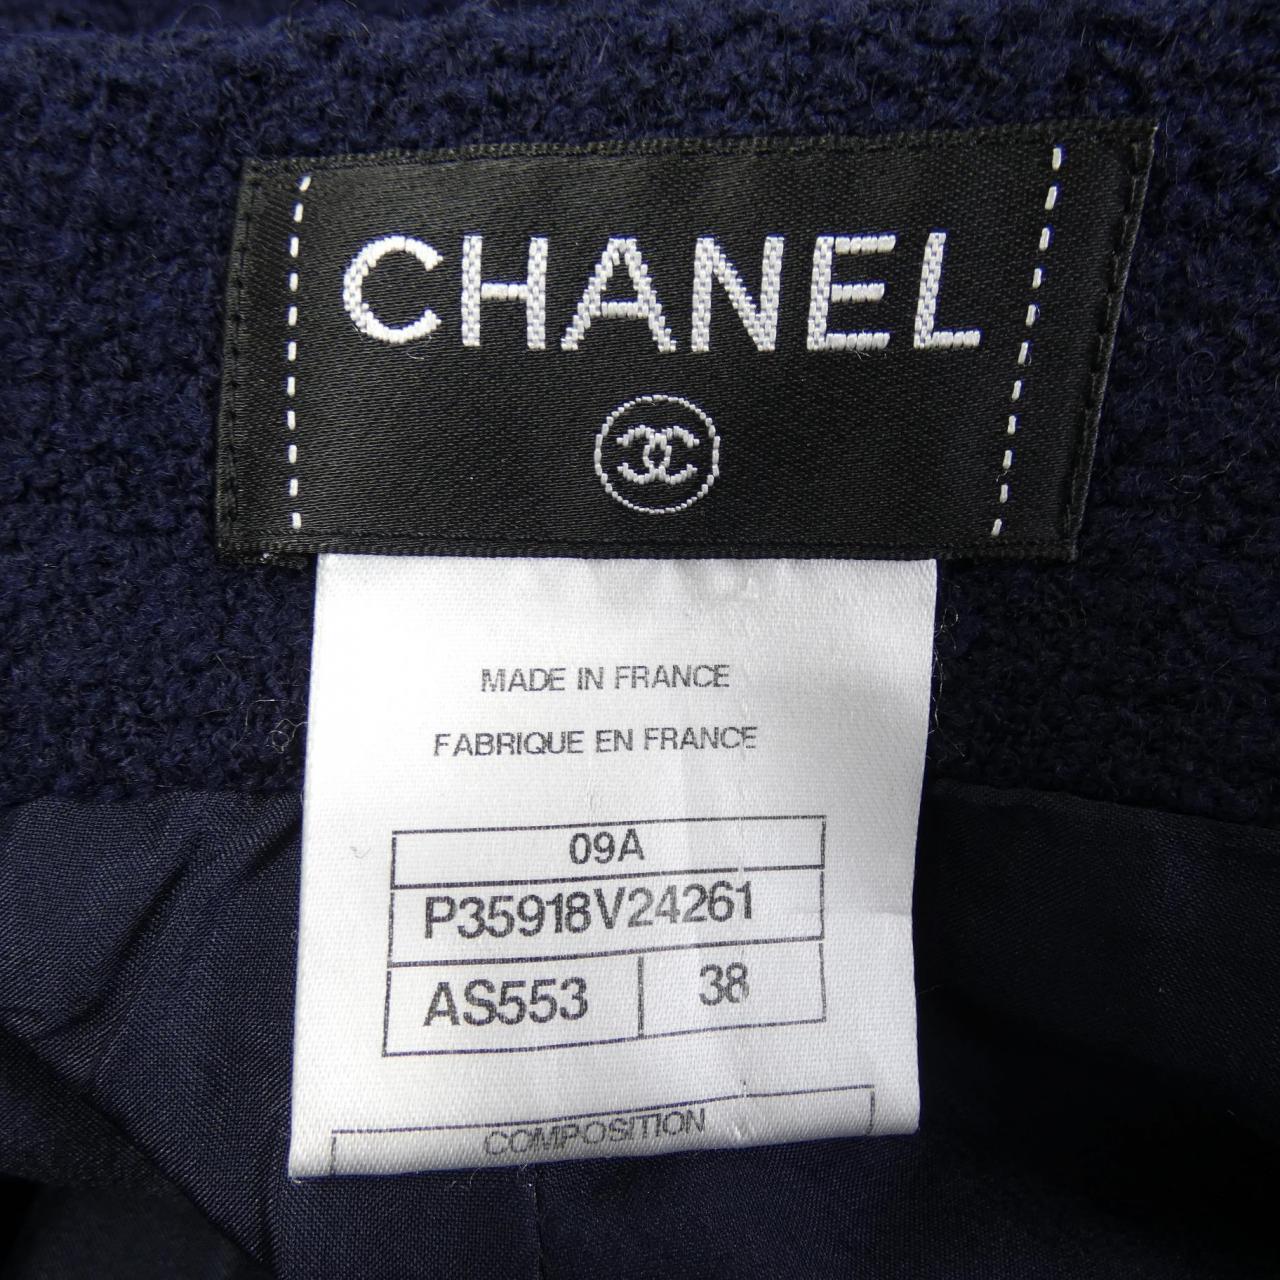 CHANEL
MADE IN FRANCE
FABRIQUE EN FRANCE
09A
P35918V24261
AS553 38
COMPOSITION